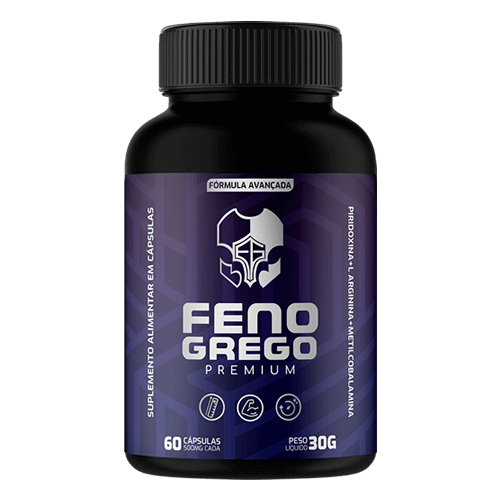 FÓRMULA AVANÇADA
SUPLEMENTO ALIMENTAR EM CÁPSULAS
PIRIDOXINA+L ARGININA+METILCOBALAMINA
FENO
GREGO
PREMIUM
60 CÁPSULAS
500MG CADA
PESO
LÍQUIDO 30G